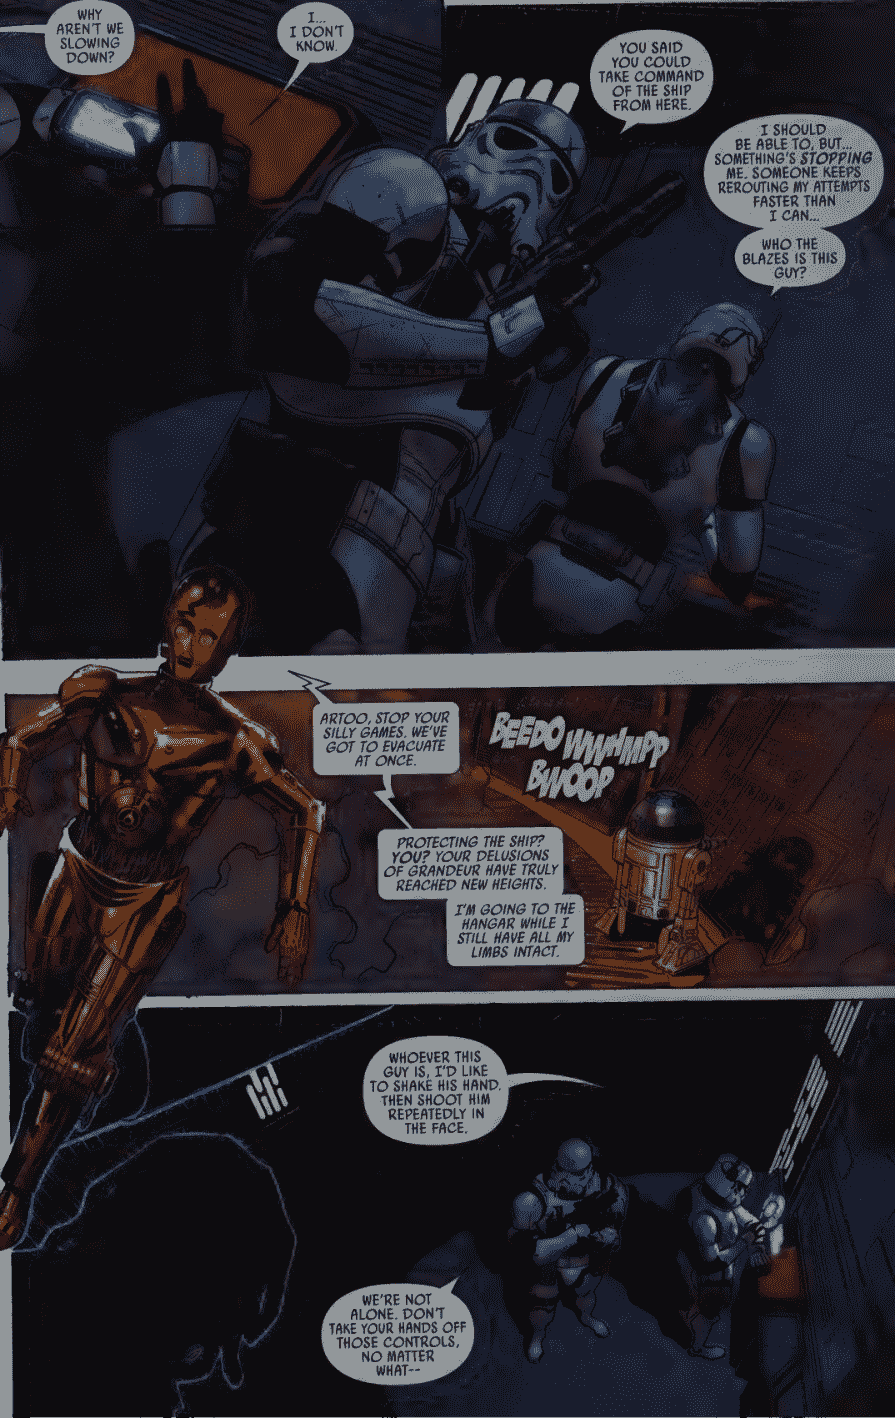 WHY
AREN'T WE
SLOWING
DOWN?
I...
I DON'T
KNOW.
YOU SAID
YOU COULD
TAKE COMMAND
OF THE SHIP
FROM HERE.
I SHOULD
BE ABLE TO, BUT...
SOMETHING'S STOPPING
ME. SOMEONE KEEPS
REROUTING MY ATTEMPTS
FASTER THAN
I CAN...
WHO THE
BLAZES IS THIS
GUY?
ARTOO, STOP YOUR
SILLY GAMES. WE'VE
GOT TO EVACUATE
AT ONCE.
BEEDO WWWHMPP
BWOOP
PROTECTING THE SHIP?
YOU? YOUR DELUSIONS
OF GRANDEUR HAVE TRULY
REACHED NEW HEIGHTS.
I'M GOING TO THE
HANGAR WHILE I
STILL HAVE ALL MY
LIMBS INTACT.
WHOEVER THIS
GUY IS, I'D LIKE
TO SHAKE HIS HAND.
THEN SHOOT HIM
REPEATEDLY IN
THE FACE.
WE'RE NOT
ALONE. DON'T
TAKE YOUR HANDS OFF
THOSE CONTROLS,
NO MATTER
WHAT--